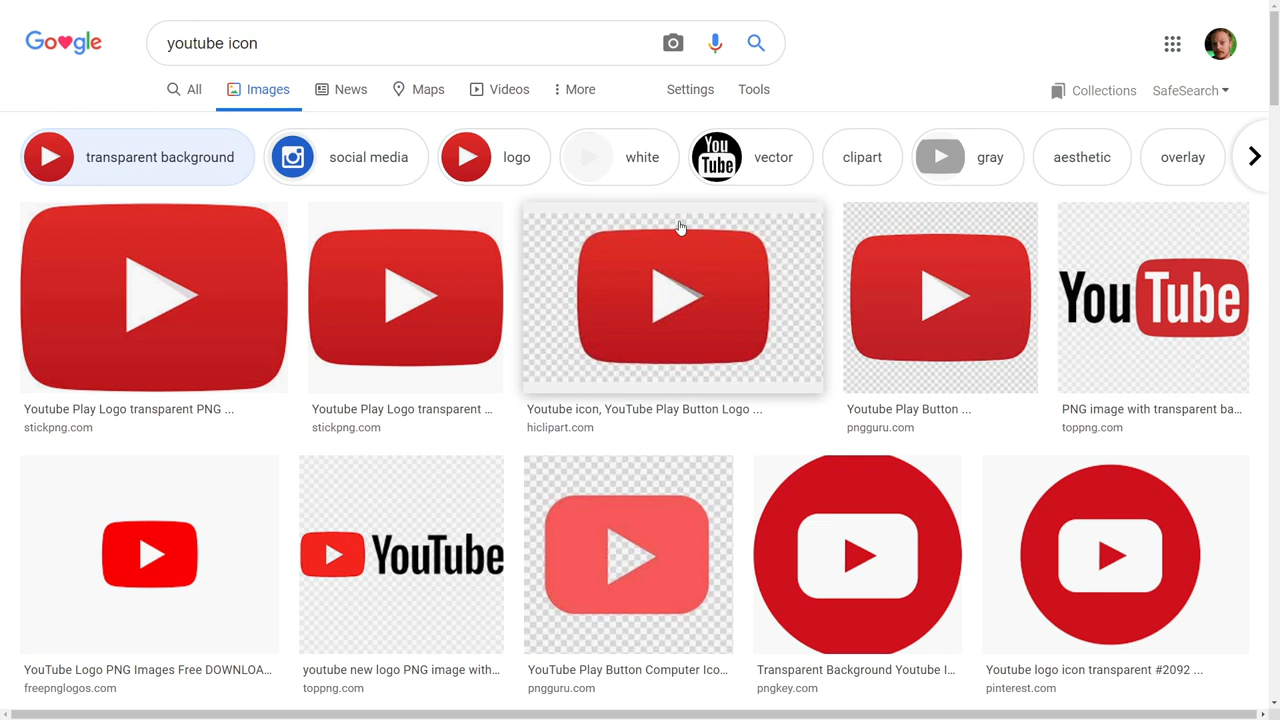 Google
youtube icon
All
Images
News
Maps
Videos
More
Settings
Tools
Collections
SafeSearch
transparent background
social media
logo
white
You
Tube
vector
clipart
gray
aesthetic
overlay
YouTube
Youtube Play Logo transparent PNG ...
stickpng.com
Youtube Play Logo transparent ...
stickpng.com
Youtube icon, YouTube Play Button Logo ...
hiclipart.com
Youtube Play Button ...
pngguru.com
PNG image with transparent ba...
toppng.com
YouTube
YouTube Logo PNG Images Free DOWNLOA...
freepnglogos.com
youtube new logo PNG image with...
toppng.com
YouTube Play Button Computer Ico...
pngguru.com
Transparent Background Youtube I...
pngkey.com
Youtube logo icon transparent #2092 ...
pinterest.com